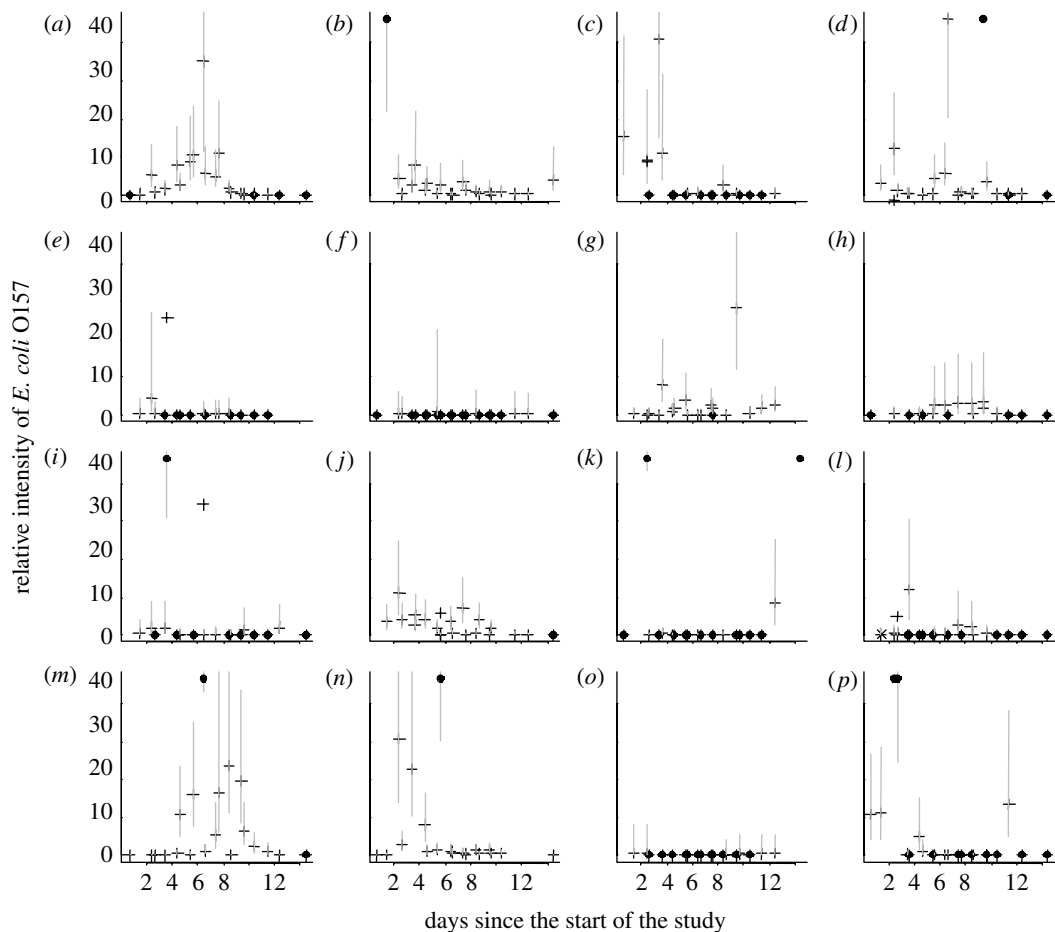 (a) (b) (c) (d)
40
30
20
10
0
(e) (f) (g) (h)
40
30
20
10
0
(i) (j) (k) (l)
40
30
20
10
0
(m) (n) (o) (p)
40
30
20
10
0
2 4 6 8 12 2 4 6 8 12 2 4 6 8 12 2 4 6 8 12
relative intensity of E. coli O157
days since the start of the study